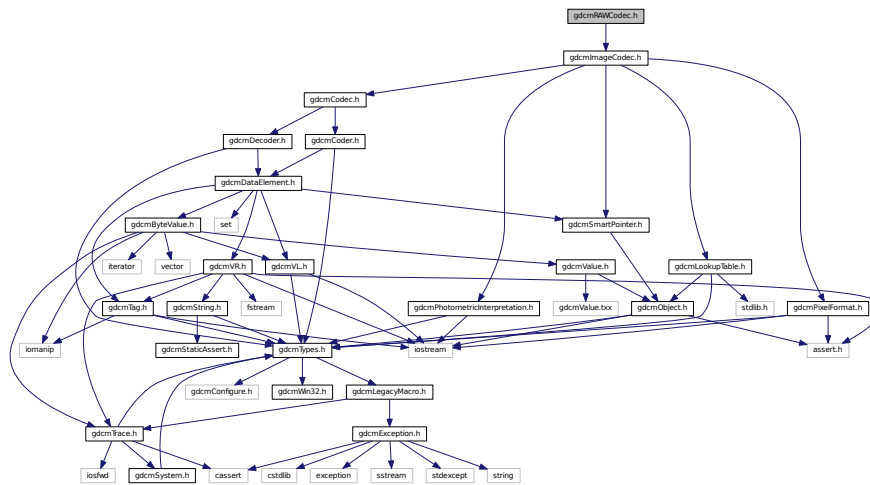 gdcmRAWCodec.h
gdcmImageCodec.h
gdcmCodec.h
gdcmDecoder.h
gdcmCoder.h
gdcmDataElement.h
gdcmByteValue.h
set
gdcmSmartPointer.h
iterator
vector
gdcmVR.h
gdcmVL.h
gdcmValue.h
gdcmLookupTable.h
gdcmTag.h
gdcmString.h
fstream
gdcmPhotometricInterpretation.h
gdcmValue.txx
gdcmObject.h
stdlib.h
gdcmPixelFormat.h
iomanip
gdcmStaticAssert.h
gdcmTypes.h
iostream
assert.h
gdcmConfigure.h
gdcmWin32.h
gdcmLegacyMacro.h
gdcmTrace.h
gdcmException.h
iosfwd
gdcmSystem.h
cassert
cstdlib
exception
sstream
stdexcept
string